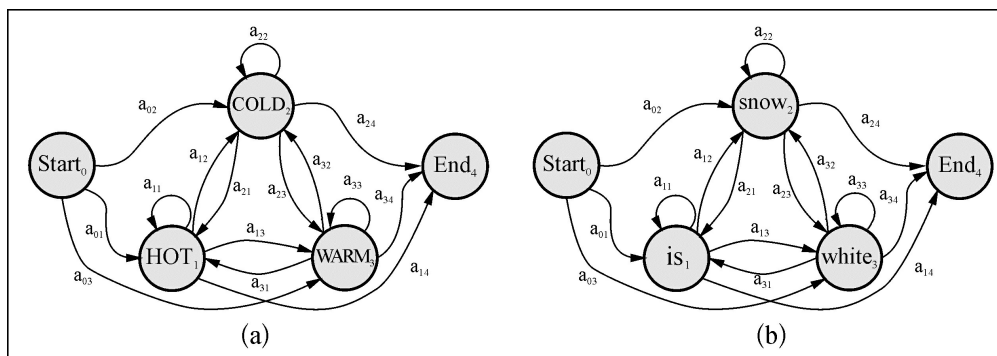 a22 a22
COLD2 snow2
a02 a24 a02 a24
Start0 a12 a32 End4 Start0 a12 a32 End4
a11 a21 a23 a33 a34 a11 a21 a23 a33 a34
a01 a13 a01 a13
HOT1 WARM3 is1 white3
a03 a31 a14 a03 a31 a14
(a) (b)